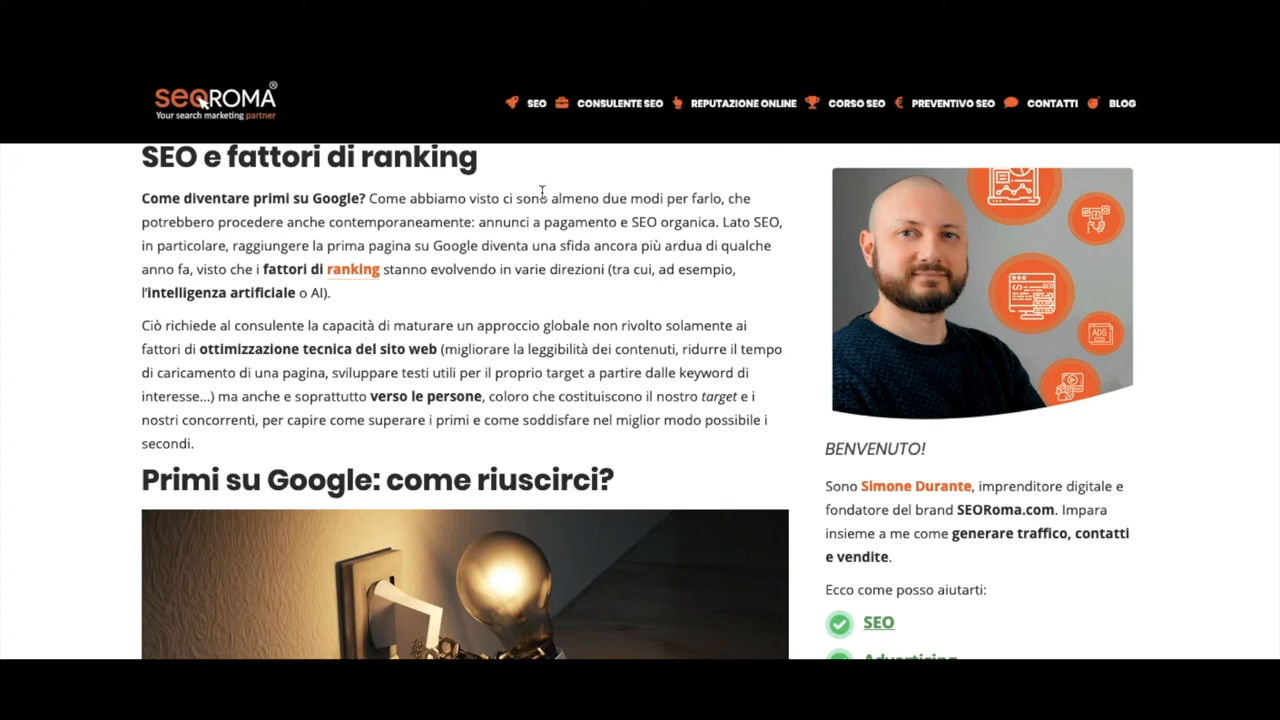 seoROMA®
Your search marketing partner
SEO
CONSULENTE SEO
REPUTAZIONE ONLINE
CORSO SEO
PREVENTIVO SEO
CONTATTI
BLOG
SEO e fattori di ranking
Come diventare primi su Google? Come abbiamo visto ci sono almeno due modi per farlo, che
potrebbero procedere anche contemporaneamente: annunci a pagamento e SEO organica. Lato SEO,
in particolare, raggiungere la prima pagina su Google diventa una sfida ancora più ardua di qualche
anno fa, visto che i fattori di ranking stanno evolvendo in varie direzioni (tra cui, ad esempio,
l'intelligenza artificiale o AI).
Ciò richiede al consulente la capacità di maturare un approccio globale non rivolto solamente ai
fattori di ottimizzazione tecnica del sito web (migliorare la leggibilità dei contenuti, ridurre il tempo
di caricamento di una pagina, sviluppare testi utili per il proprio target a partire dalle keyword di
interesse...) ma anche e soprattutto verso le persone, coloro che costituiscono il nostro target e i
nostri concorrenti, per capire come superare i primi e come soddisfare nel miglior modo possibile i
secondi.
Primi su Google: come riuscirci?
SEO
ADS
BENVENUTO!
Sono Simone Durante, imprenditore digitale e
fondatore del brand SEORoma.com. Impara
insieme a me come generare traffico, contatti
e vendite.
Ecco come posso aiutarti:
SEO
Advertising